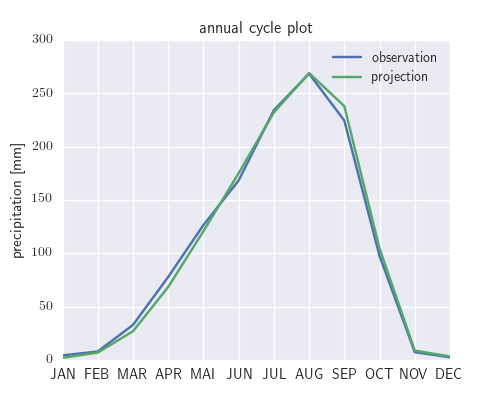 annual cycle plot
300
250
200
150
100
50
0
precipitation [mm]
observation
projection
JAN FEB MAR APR MAI JUN JUL AUG SEP OCT NOV DEC